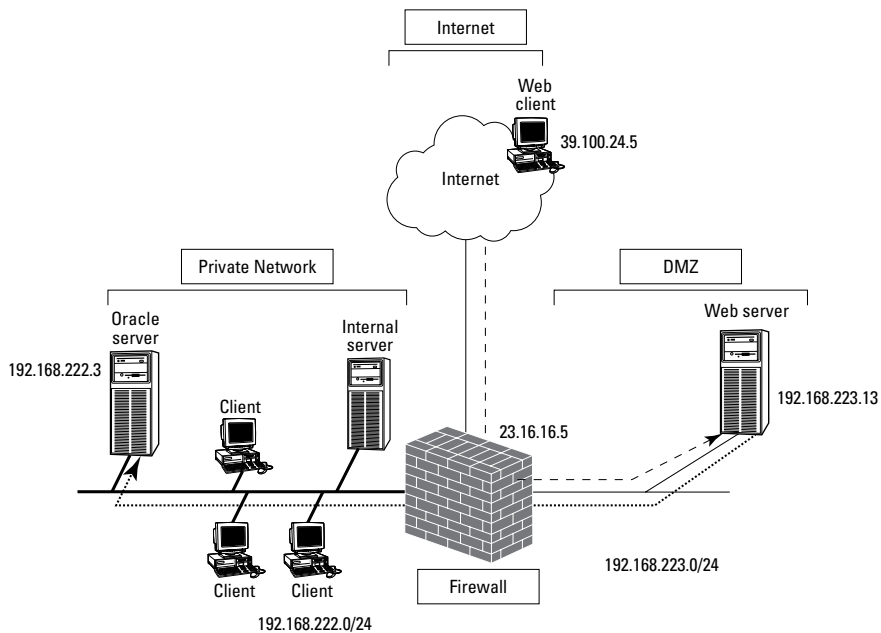 Internet
Web
client
39.100.24.5
Internet
Private Network
DMZ
Oracle
server
Internal
server
Web server
192.168.222.3
Client
192.168.223.13
23.16.16.5
Client
Client
Firewall
192.168.223.0/24
192.168.222.0/24